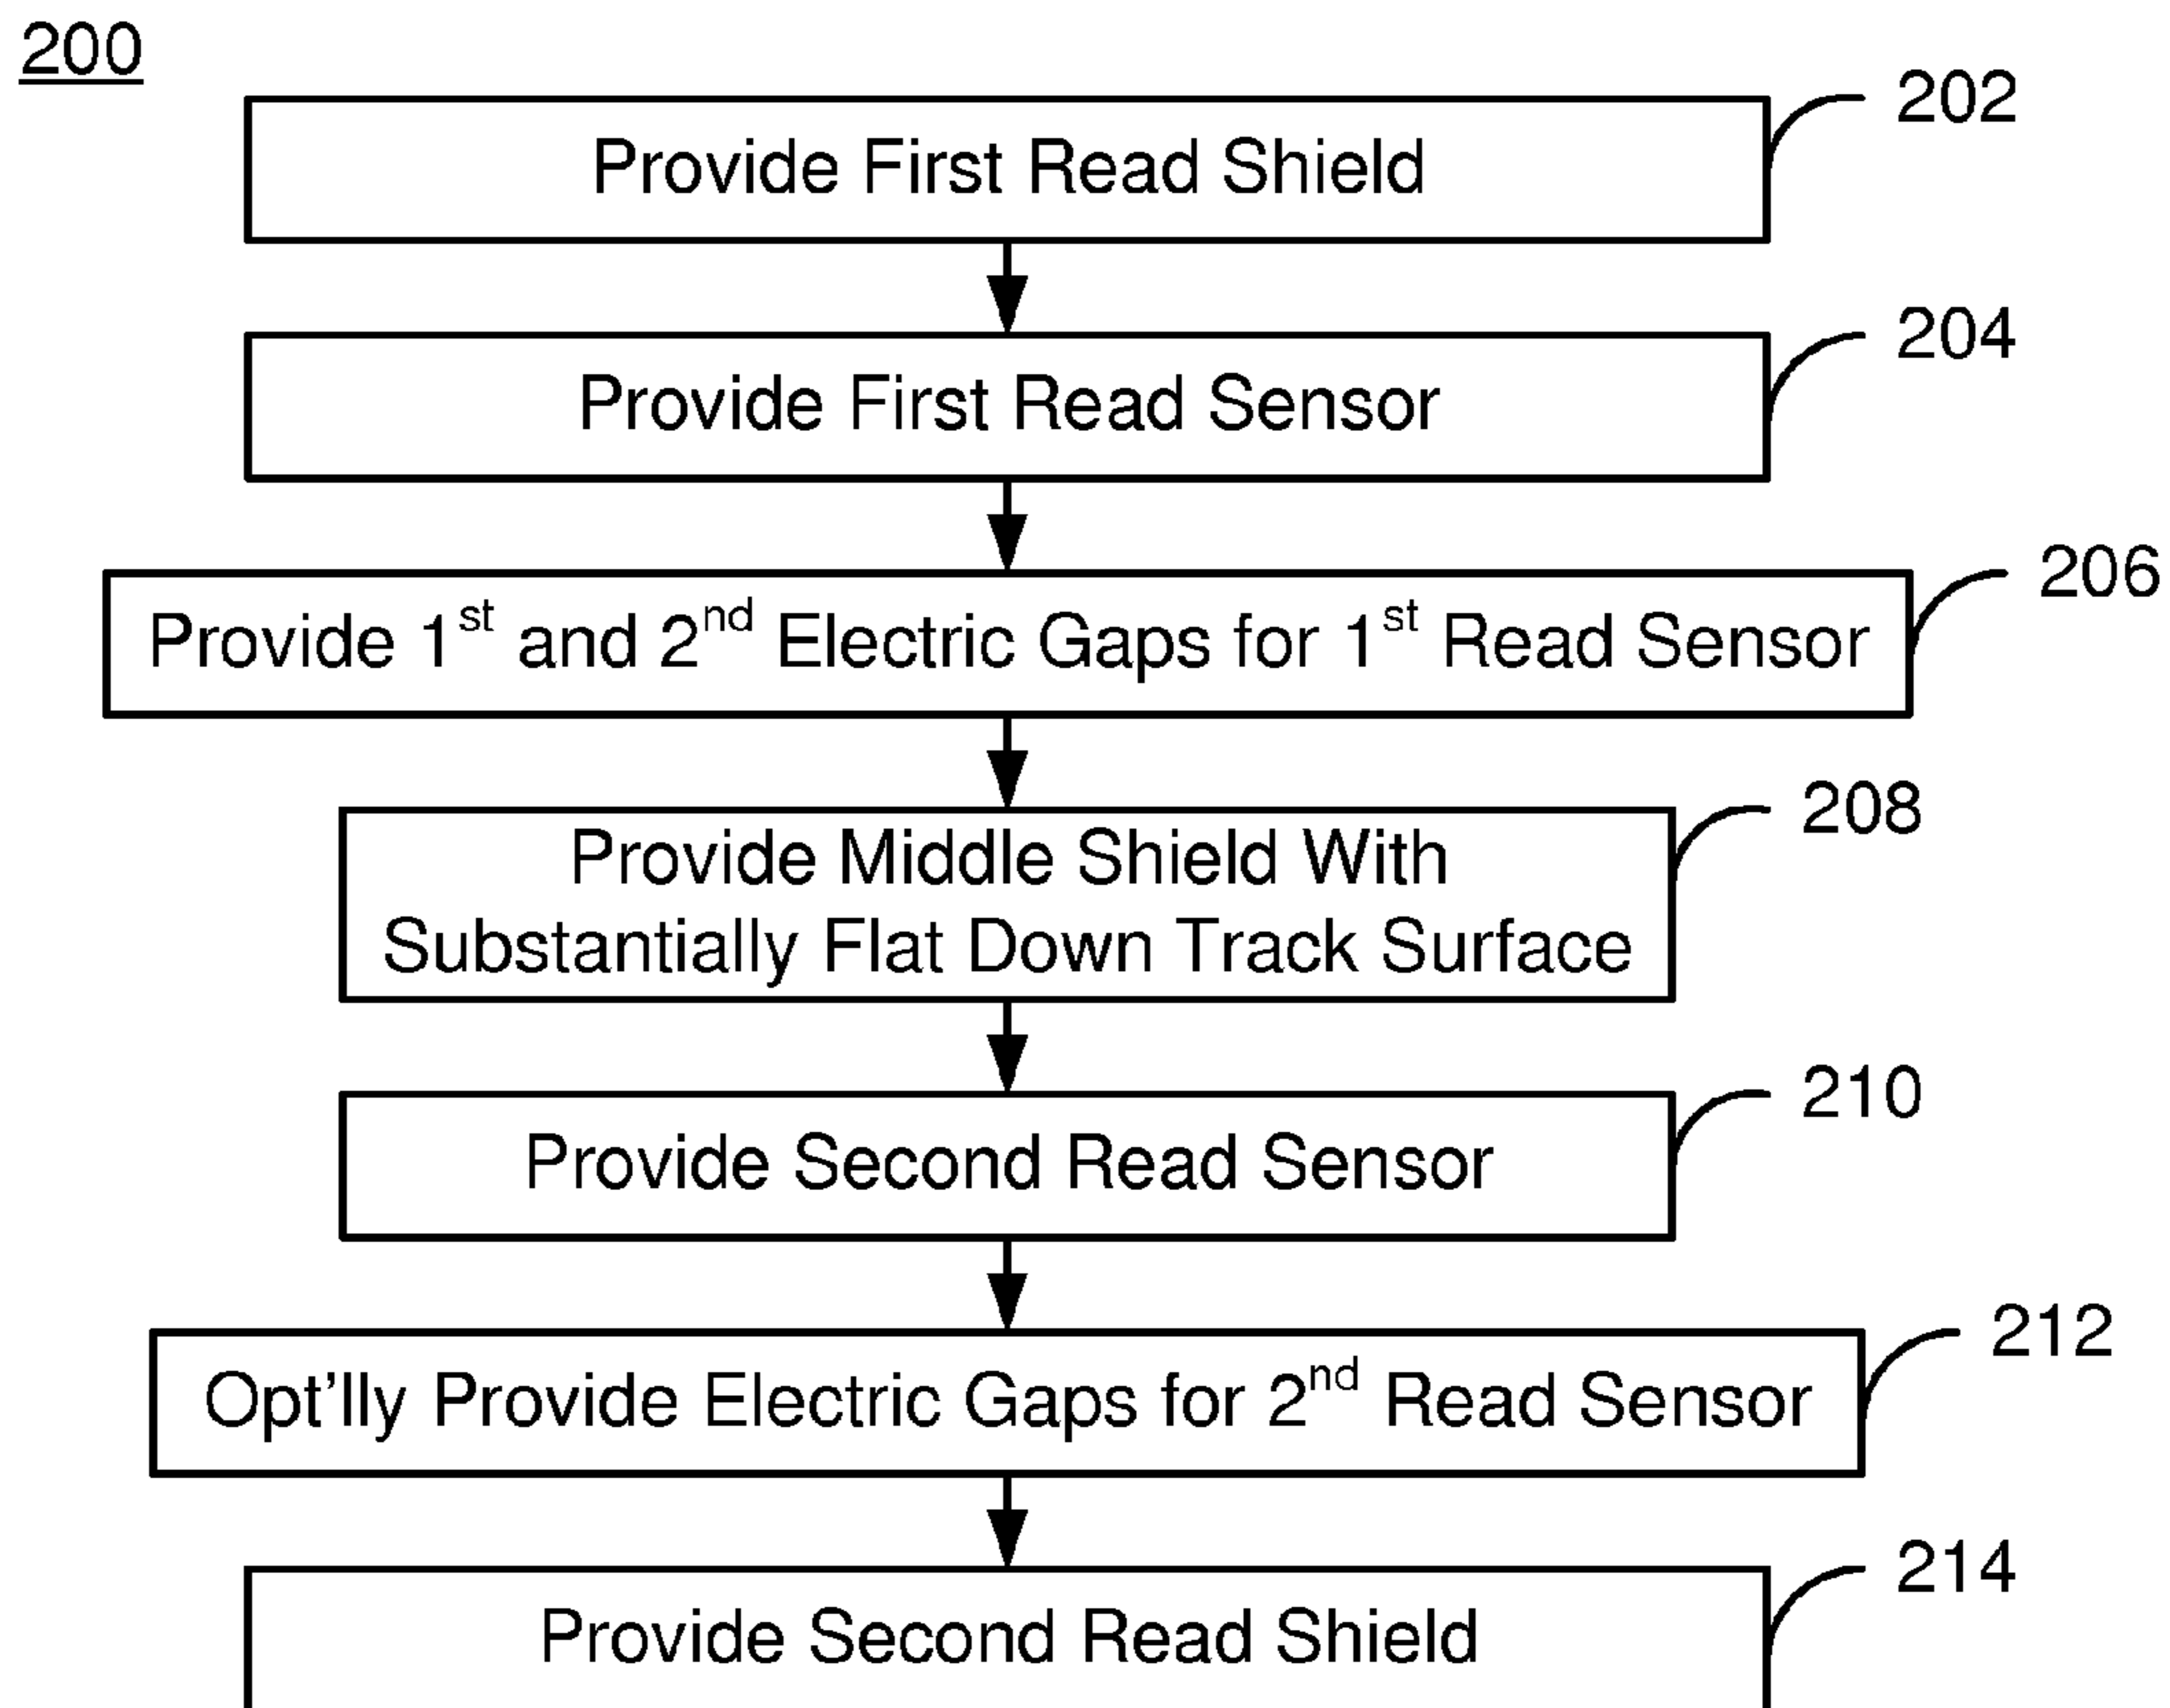 200
202
Provide First Read Shield
204
Provide First Read Sensor
206
Provide 1st and 2nd Electric Gaps for 1st Read Sensor
208
Provide Middle Shield With
Substantially Flat Down Track Surface
210
Provide Second Read Sensor
212
Opt’lly Provide Electric Gaps for 2nd Read Sensor
214
Provide Second Read Shield